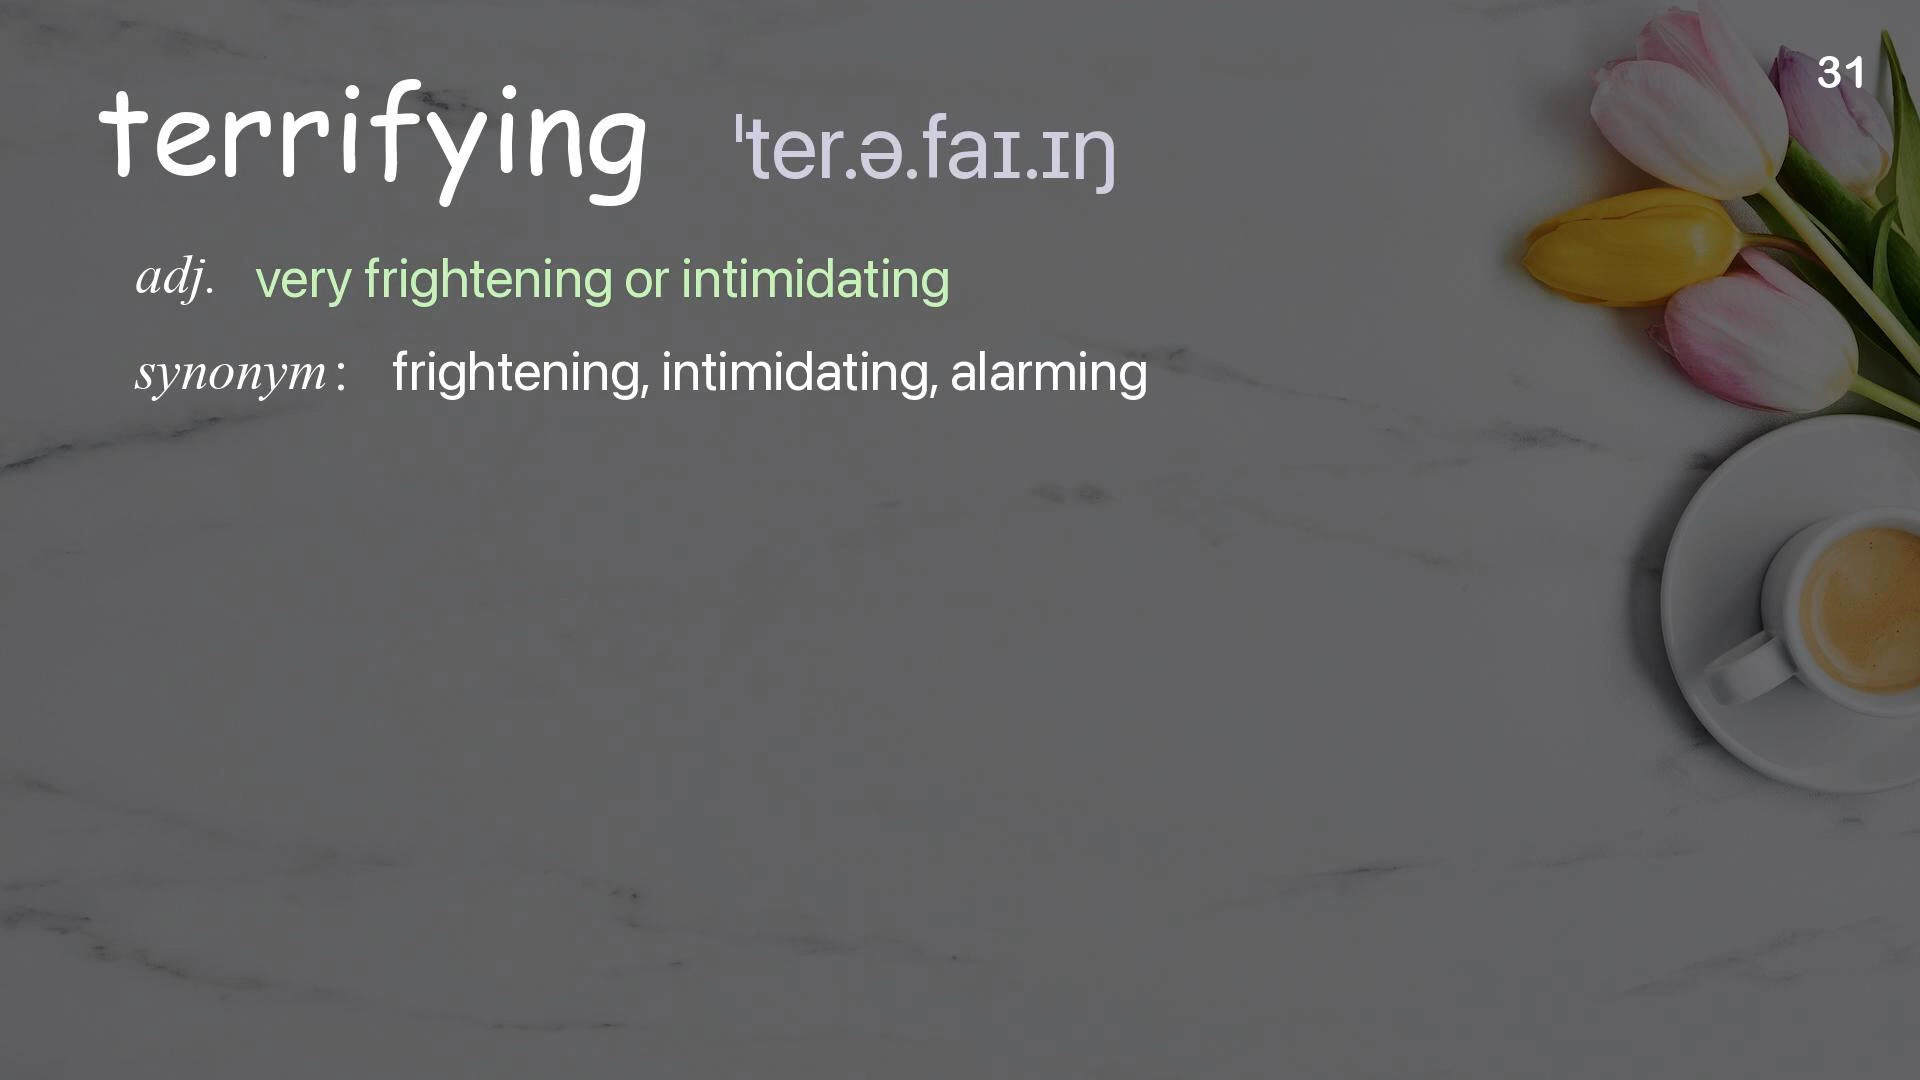 31
terrifying ˈter.ə.faɪ.ɪŋ
adj. very frightening or intimidating
synonym : frightening, intimidating, alarming